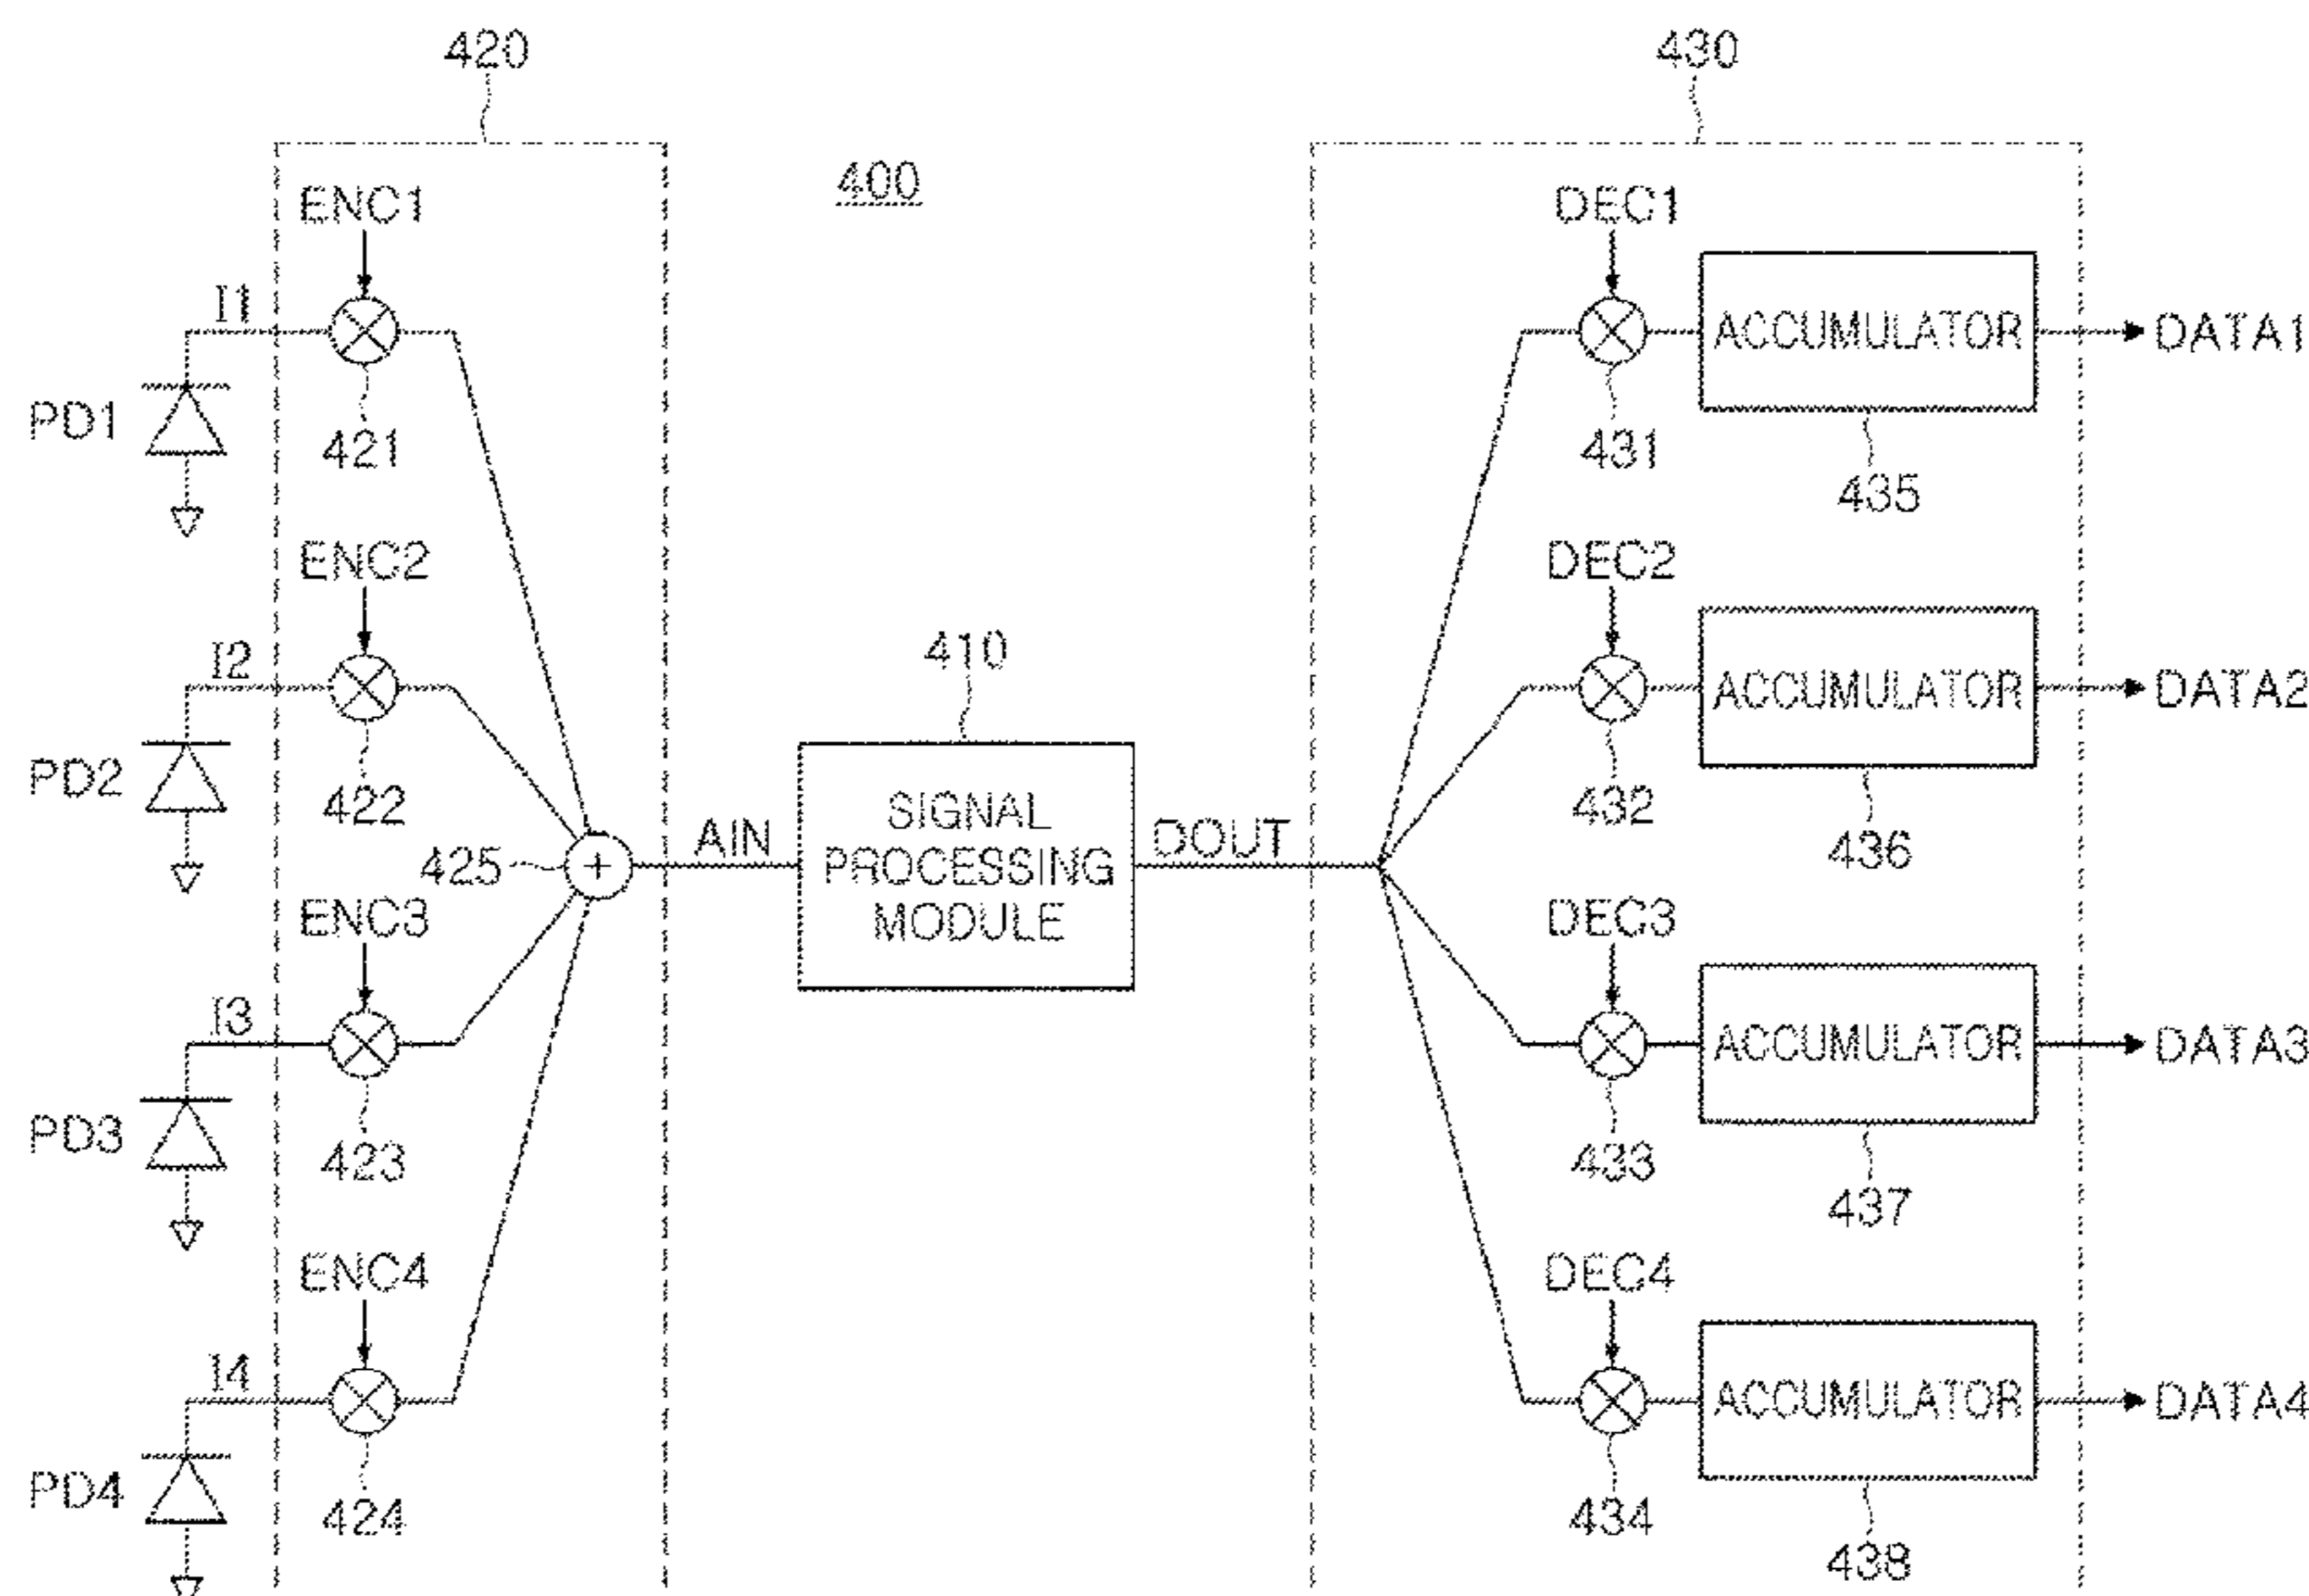 420
430
400
ENC1
DEC1
I1
ACCUMULATOR
DATA1
PD1
421
431
435
ENC2
DEC2
I2
410
ACCUMULATOR
DATA2
PD2
422
432
SIGNAL
PROCESSING
MODULE
425
AIN
DOUT
436
ENC3
DEC3
I3
ACCUMULATOR
DATA3
PD3
423
433
437
ENC4
DEC4
I4
ACCUMULATOR
DATA4
PD4
424
434
438